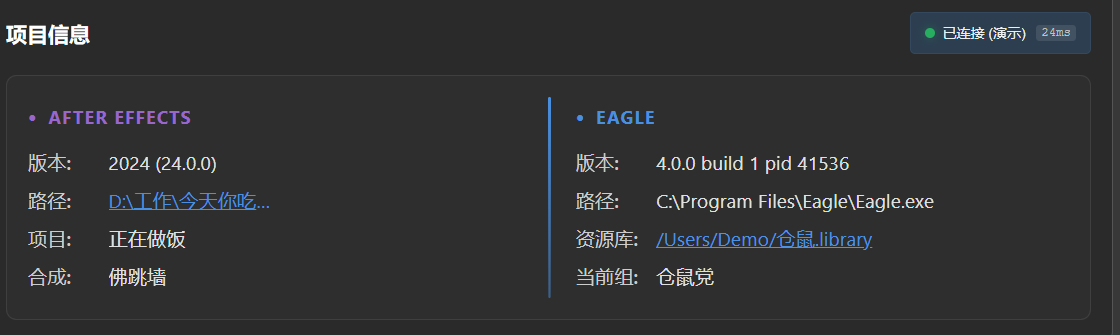 项目信息
已连接 (演示) 24ms
• AFTER EFFECTS
版本: 2024 (24.0.0)
路径: D:\工作\今天你吃...
项目: 正在做饭
合成: 佛跳墙
• EAGLE
版本: 4.0.0 build 1 pid 41536
路径: C:\Program Files\Eagle\Eagle.exe
资源库: /Users/Demo/仓鼠.library
当前组: 仓鼠党